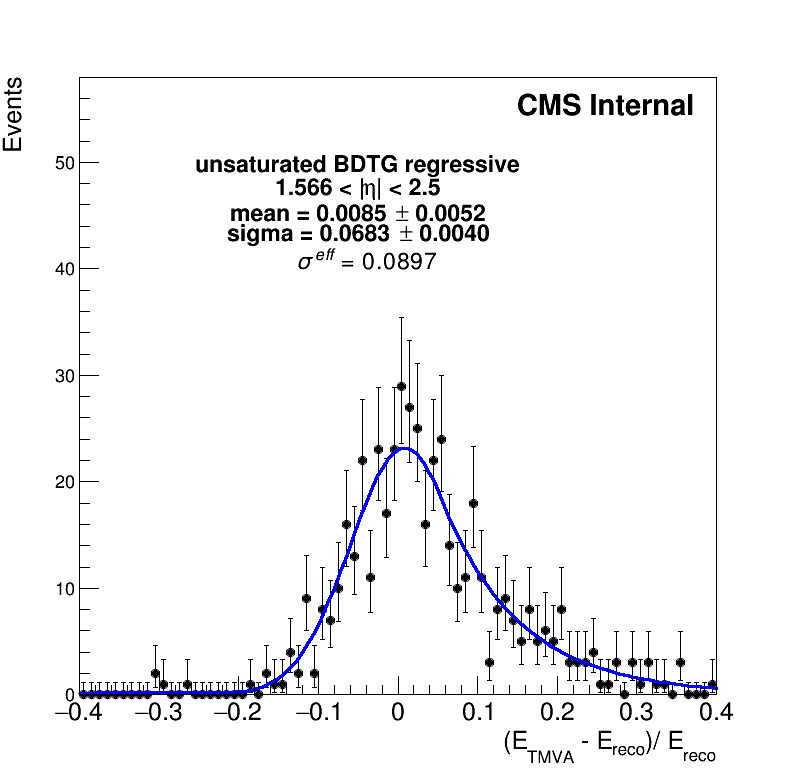 Events
CMS Internal
unsaturated BDTG regressive
1.566 < |η| < 2.5
mean = 0.0085 ± 0.0052
sigma = 0.0683 ± 0.0040
σ^eff = 0.0897
50
40
30
20
10
0
−0.4 −0.3 −0.2 −0.1 0 0.1 0.2 0.3 0.4
(E_TMVA - E_reco)/ E_reco